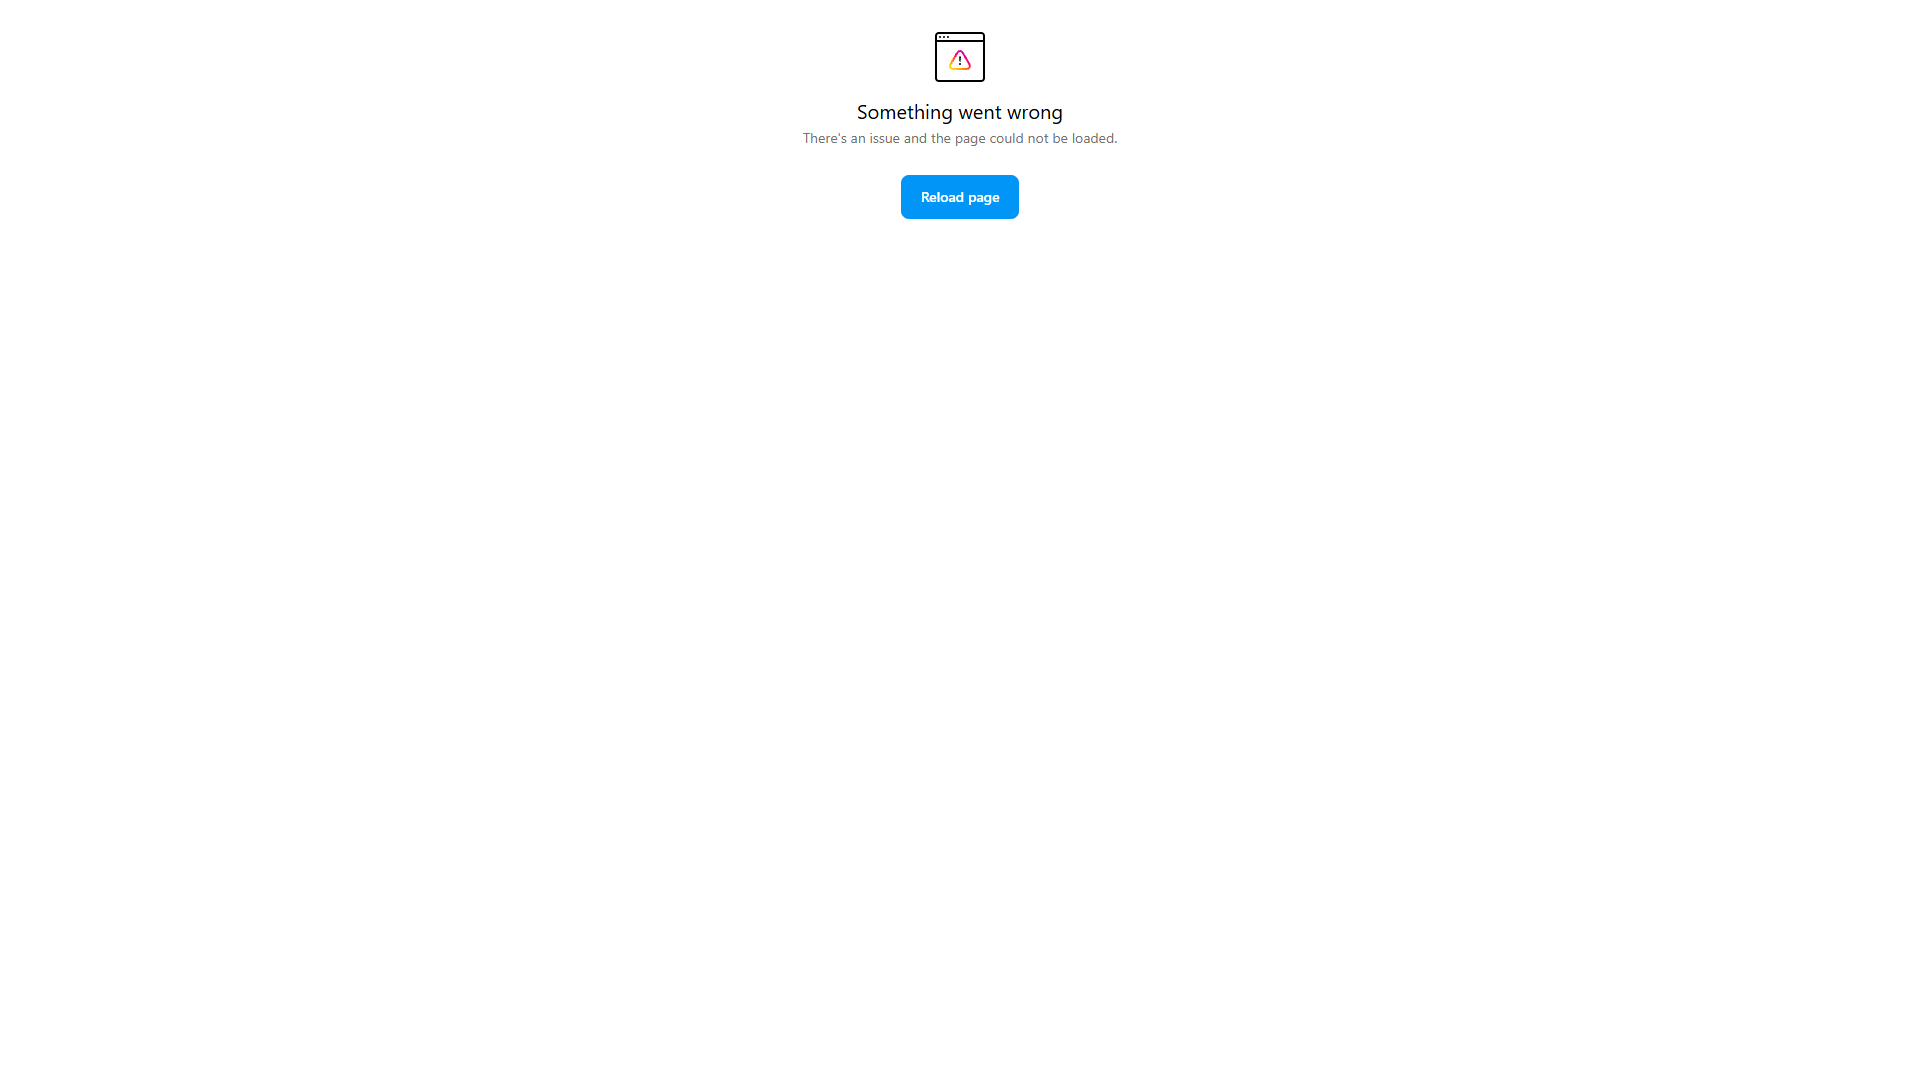 Something went wrong
There's an issue and the page could not be loaded.
Reload page